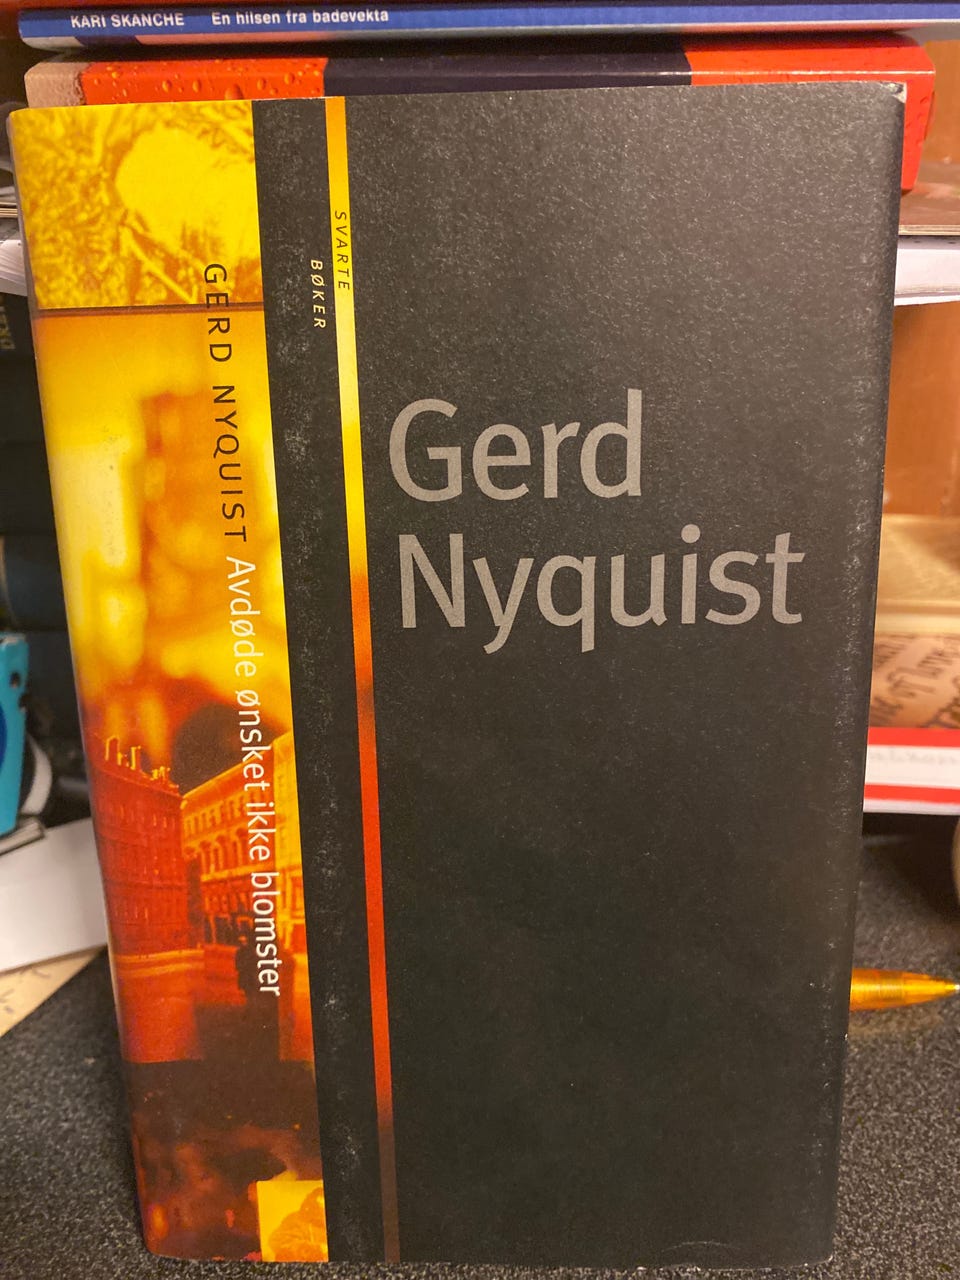 KARI SKANCHE En hilsen fra badevekta
SVARTE
BØKER
GERD NYQUIST Avdøde ønsket ikke blomster
Gerd
Nyquist